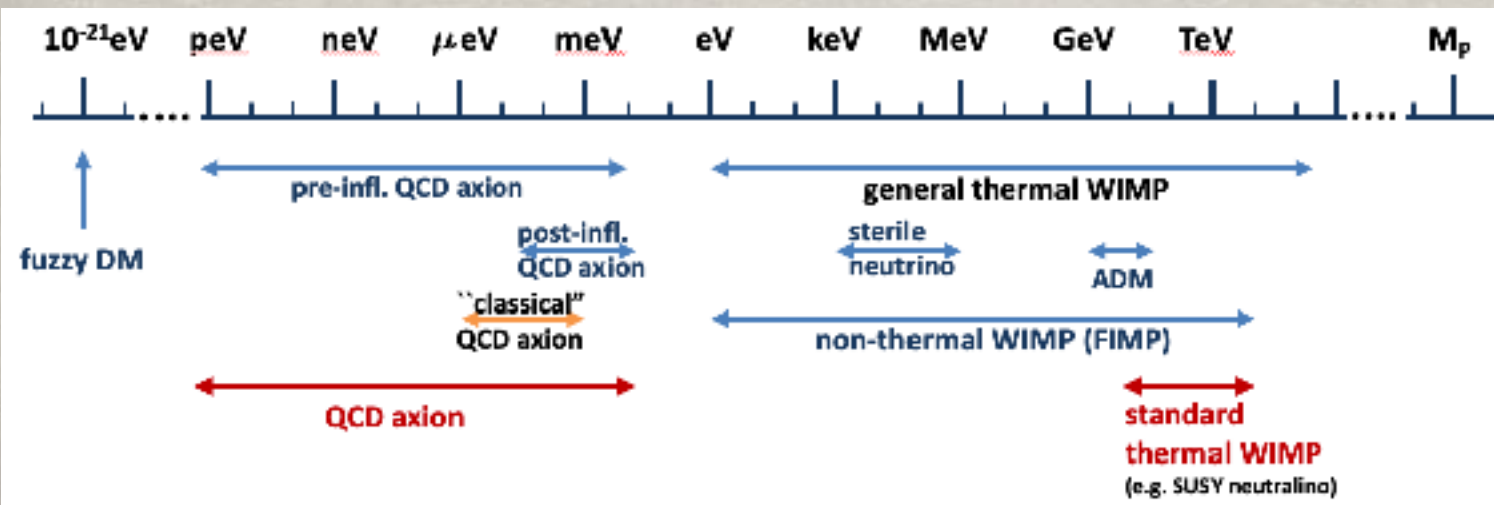 10⁻²¹eV peV neV μeV meV eV keV MeV GeV TeV Mₚ
pre-infl. QCD axion
general thermal WIMP
fuzzy DM
post-infl.
QCD axion
sterile
neutrino
ADM
``classical”
QCD axion
non-thermal WIMP (FIMP)
QCD axion
standard
thermal WIMP
(e.g. SUSY neutralino)